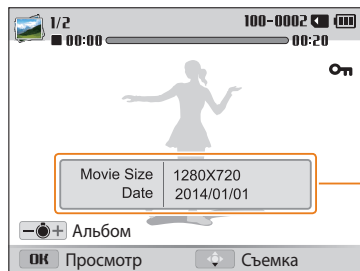 1/2 100-0002
00:00 00:20
Movie Size 1280X720
Date 2014/01/01
Альбом
OK Просмотр Съемка